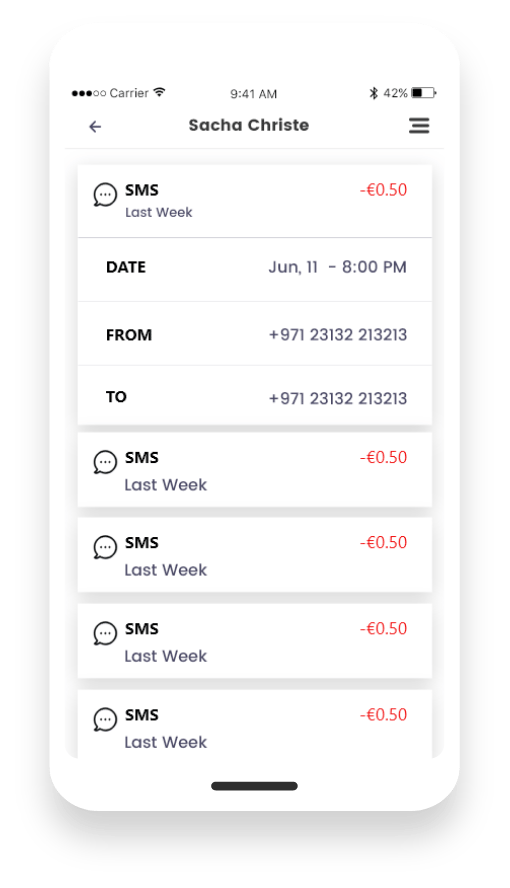 Carrier 9:41 AM 42%
Sacha Christe
SMS -€0.50
Last Week
DATE Jun, 11 - 8:00 PM
FROM +971 23132 213213
TO +971 23132 213213
SMS -€0.50
Last Week
SMS -€0.50
Last Week
SMS -€0.50
Last Week
SMS -€0.50
Last Week